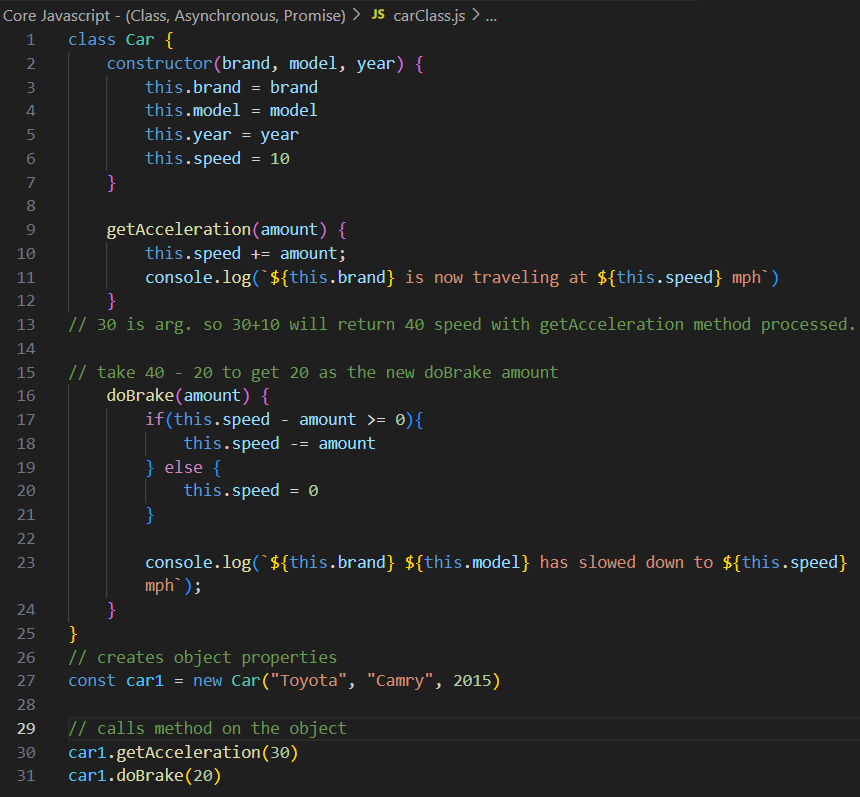 Core Javascript - (Class, Asynchronous, Promise) > JS carClass.js > ...
1 class Car {
2 constructor(brand, model, year) {
3 this.brand = brand
4 this.model = model
5 this.year = year
6 this.speed = 10
7 }
8
9 getAcceleration(amount) {
10 this.speed += amount;
11 console.log(`${this.brand} is now traveling at ${this.speed} mph`)
12 }
13 // 30 is arg. so 30+10 will return 40 speed with getAcceleration method processed.
14
15 // take 40 - 20 to get 20 as the new doBrake amount
16 doBrake(amount) {
17 if(this.speed - amount >= 0){
18 this.speed -= amount
19 } else {
20 this.speed = 0
21 }
22
23 console.log(`${this.brand} ${this.model} has slowed down to ${this.speed}
mph`);
24 }
25 }
26 // creates object properties
27 const car1 = new Car("Toyota", "Camry", 2015)
28
29 // calls method on the object
30 car1.getAcceleration(30)
31 car1.doBrake(20)